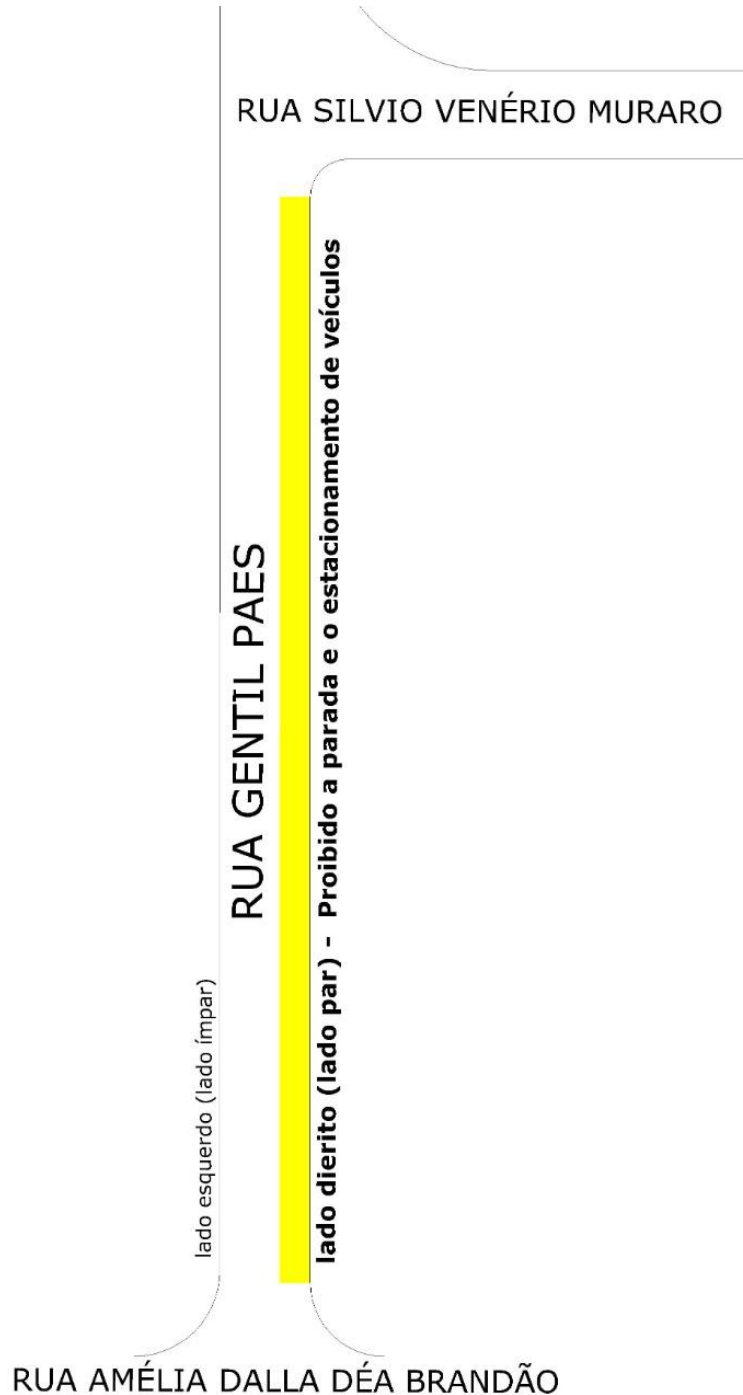 RUA SILVIO VENÉRIO MURARO
RUA GENTIL PAES
lado dierito (lado par) - Proibido a parada e o estacionamento de veículos
lado esquerdo (lado ímpar)
RUA AMÉLIA DALLA DÉA BRANDÃO